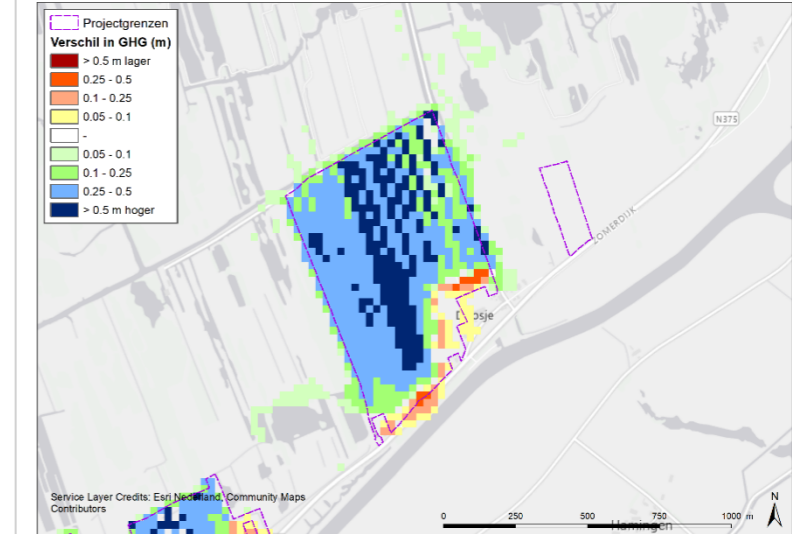 Projectgrenzen
Verschil in GHG (m)
> 0.5 m lager
0.25 - 0.5
0.1 - 0.25
0.05 - 0.1
-
0.05 - 0.1
0.1 - 0.25
0.25 - 0.5
> 0.5 m hoger
N375
ZOMERDIJK
Service Layer Credits: Esri Nederland, Community Maps
Contributors
0 250 500 750 1000 m
N
Hamingen